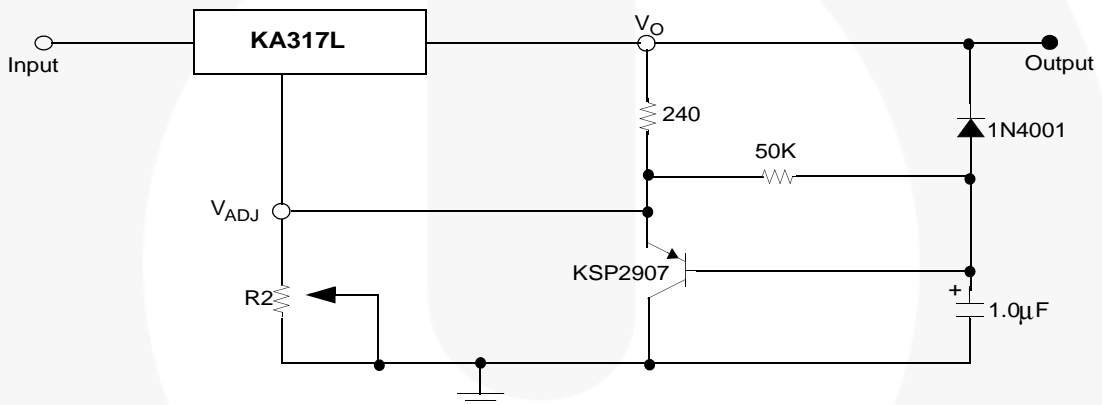 KA317L
VO
Input
Output
240
1N4001
50K
VADJ
KSP2907
R2
+
1.0μF